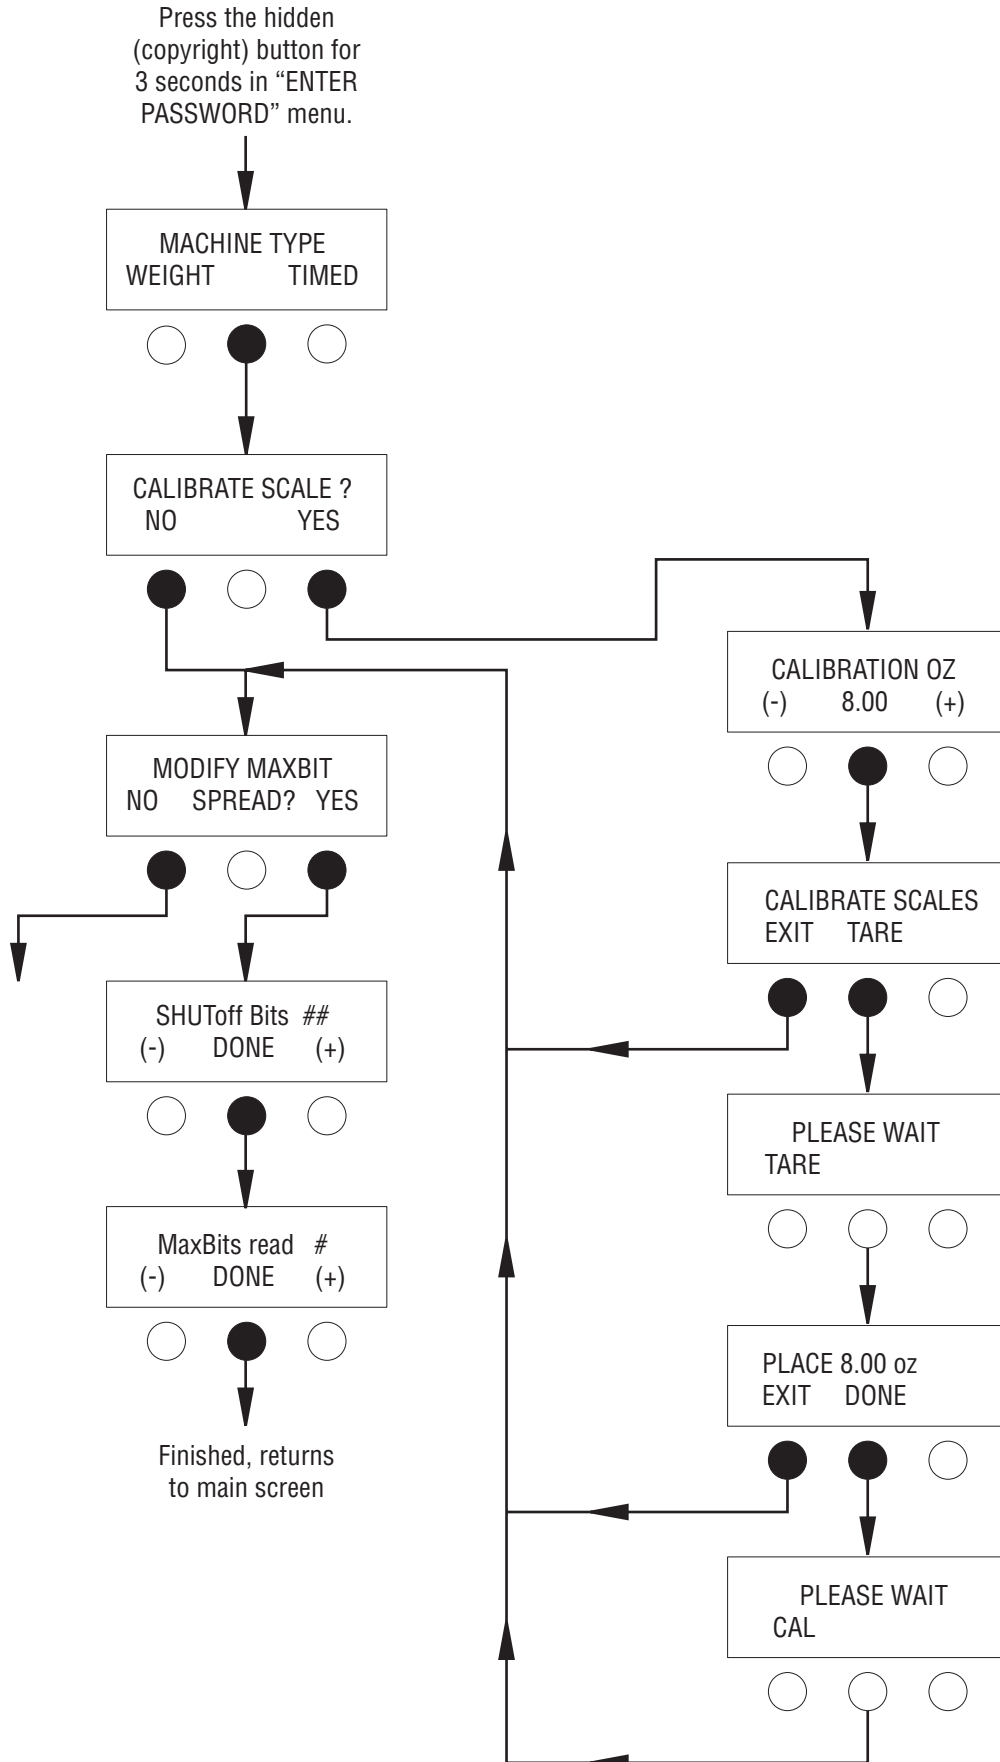 Press the hidden
(copyright) button for
3 seconds in “ENTER
PASSWORD” menu.
MACHINE TYPE
WEIGHT TIMED
CALIBRATE SCALE ?
NO YES
MODIFY MAXBIT
NO SPREAD? YES
SHUToff Bits ##
(-) DONE (+)
MaxBits read #
(-) DONE (+)
Finished, returns
to main screen
CALIBRATION OZ
(-) 8.00 (+)
CALIBRATE SCALES
EXIT TARE
PLEASE WAIT
TARE
PLACE 8.00 oz
EXIT DONE
PLEASE WAIT
CAL